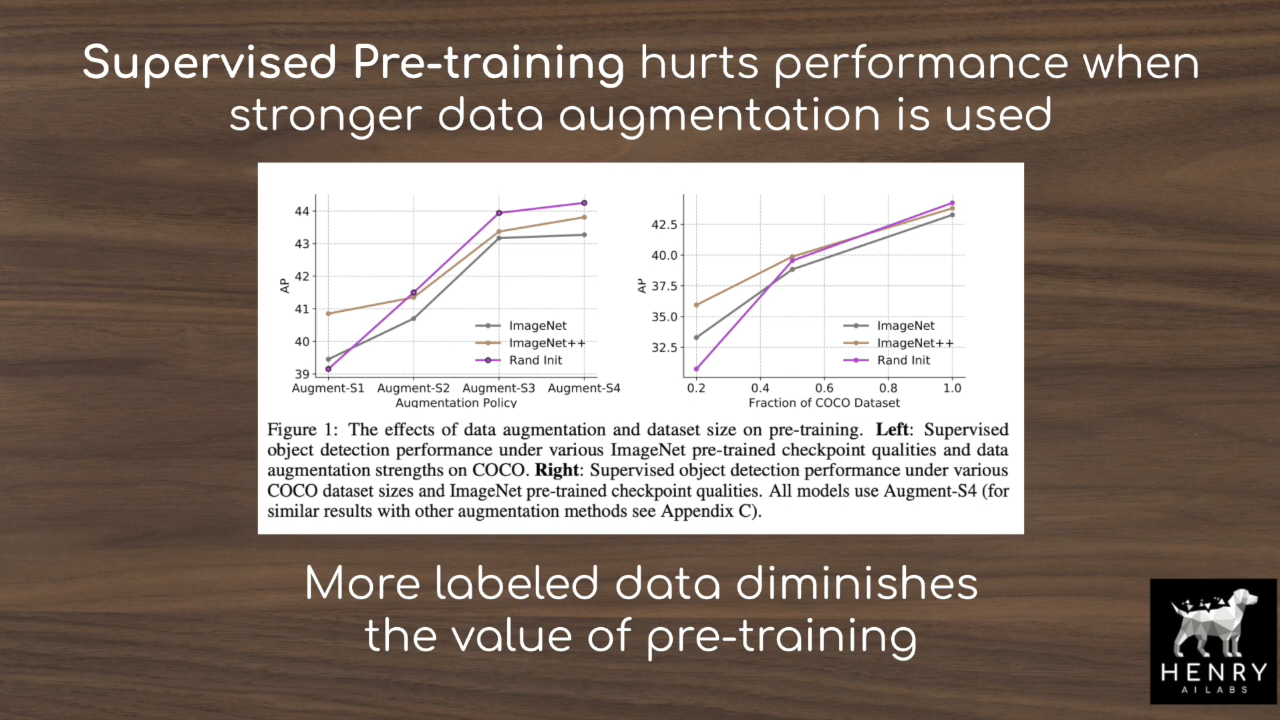 Supervised Pre-training hurts performance when
stronger data augmentation is used
44
43
42
41
40
39
AP
ImageNet
ImageNet++
Rand Init
Augment-S1 Augment-S2 Augment-S3 Augment-S4
Augmentation Policy
42.5
40.0
37.5
35.0
32.5
AP
ImageNet
ImageNet++
Rand Init
0.2 0.4 0.6 0.8 1.0
Fraction of COCO Dataset
Figure 1: The effects of data augmentation and dataset size on pre-training. Left: Supervised
object detection performance under various ImageNet pre-trained checkpoint qualities and data
augmentation strengths on COCO. Right: Supervised object detection performance under various
COCO dataset sizes and ImageNet pre-trained checkpoint qualities. All models use Augment-S4 (for
similar results with other augmentation methods see Appendix C).
More labeled data diminishes
the value of pre-training
HENRY
AI LABS